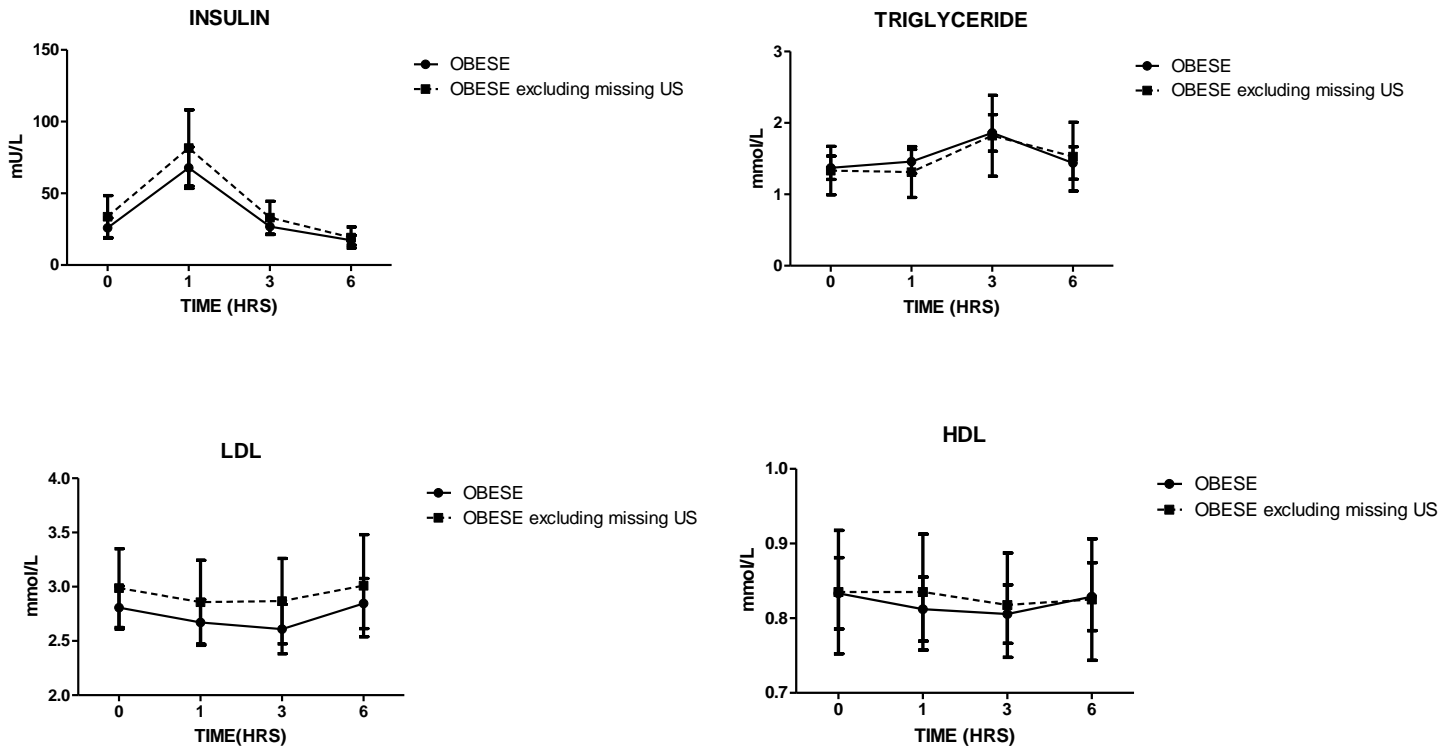 INSULIN
150
100
50
0
mU/L
0 1 3 6
TIME (HRS)
OBESE
OBESE excluding missing US
TRIGLYCERIDE
3
2
1
0
mmol/L
0 1 3 6
TIME (HRS)
OBESE
OBESE excluding missing US
LDL
4.0
3.5
3.0
2.5
2.0
mmol/L
0 1 3 6
TIME(HRS)
OBESE
OBESE excluding missing US
HDL
1.0
0.9
0.8
0.7
mmol/L
0 1 3 6
TIME (HRS)
OBESE
OBESE excluding missing US